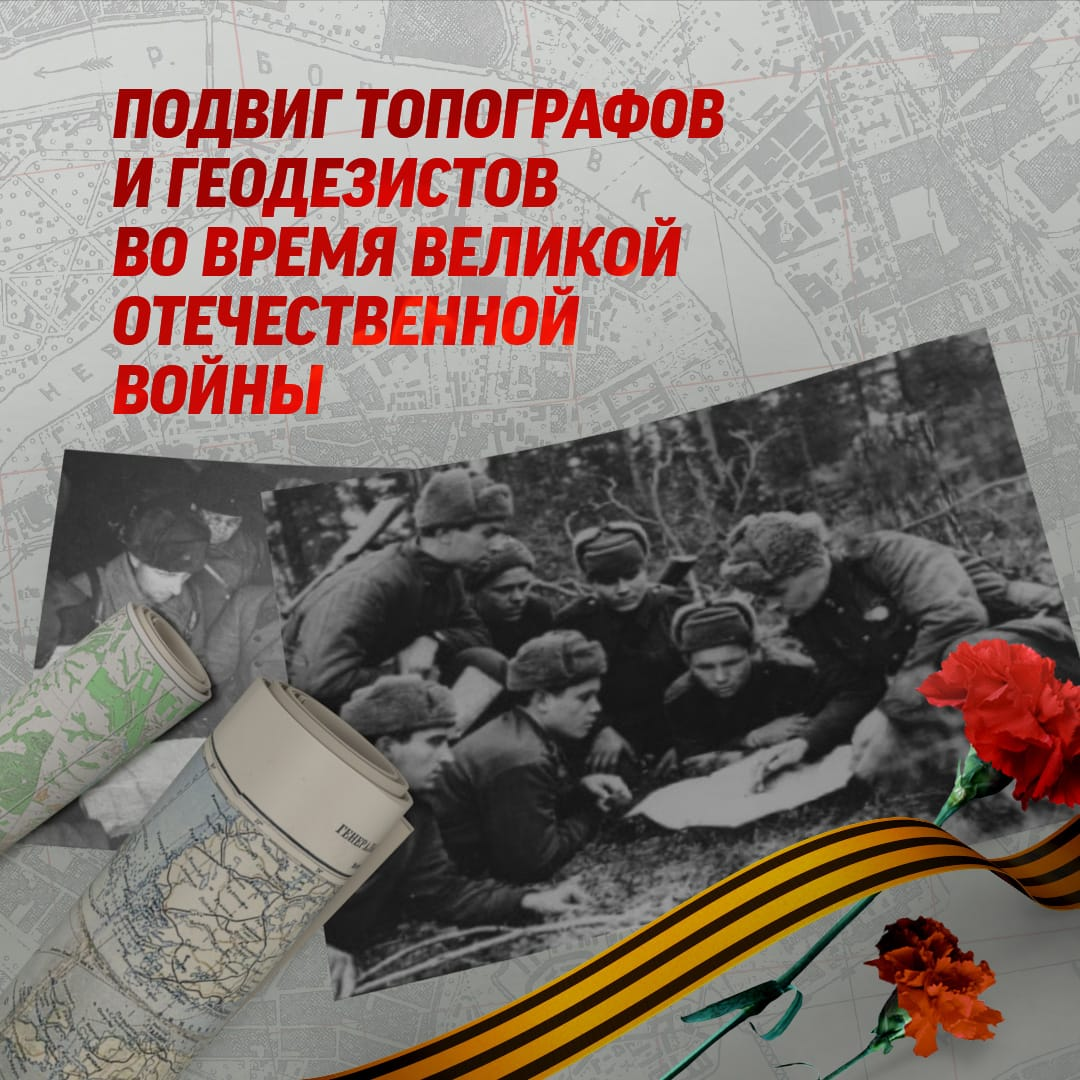 ПОДВИГ ТОПОГРАФОВ
И ГЕОДЕЗИСТОВ
ВО ВРЕМЯ ВЕЛИКОЙ
ОТЕЧЕСТВЕННОЙ
ВОЙНЫ